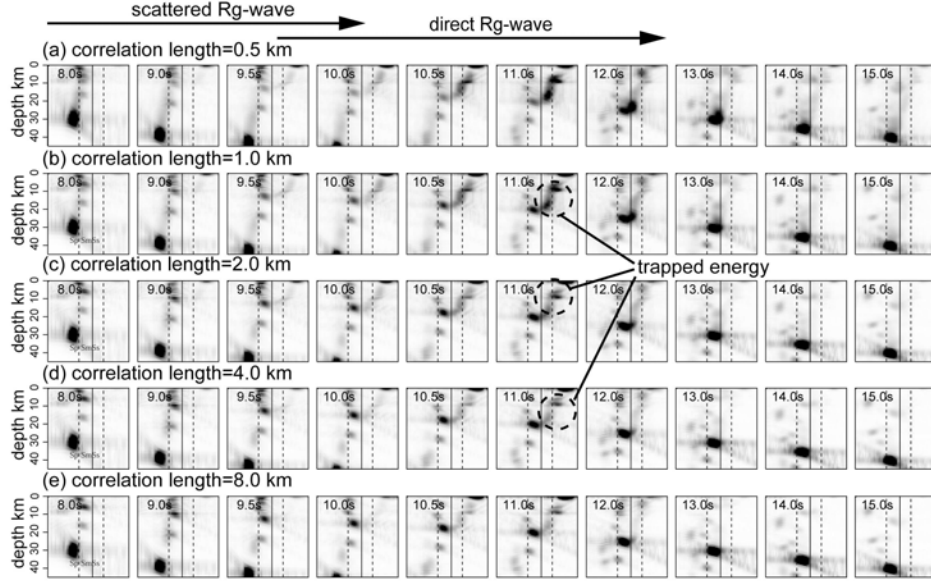 scattered Rg-wave
direct Rg-wave
(a) correlation length=0.5 km
8.0s 9.0s 9.5s 10.0s 10.5s 11.0s 12.0s 13.0s 14.0s 15.0s
depth km
0
10
20
30
40
(b) correlation length=1.0 km
8.0s 9.0s 9.5s 10.0s 10.5s 11.0s 12.0s 13.0s 14.0s 15.0s
depth km
0
10
20
30
40
trapped energy
(c) correlation length=2.0 km
8.0s 9.0s 9.5s 10.0s 10.5s 11.0s 12.0s 13.0s 14.0s 15.0s
depth km
0
10
20
30
40
(d) correlation length=4.0 km
8.0s 9.0s 9.5s 10.0s 10.5s 11.0s 12.0s 13.0s 14.0s 15.0s
depth km
0
10
20
30
40
(e) correlation length=8.0 km
8.0s 9.0s 9.5s 10.0s 10.5s 11.0s 12.0s 13.0s 14.0s 15.0s
depth km
0
10
20
30
40